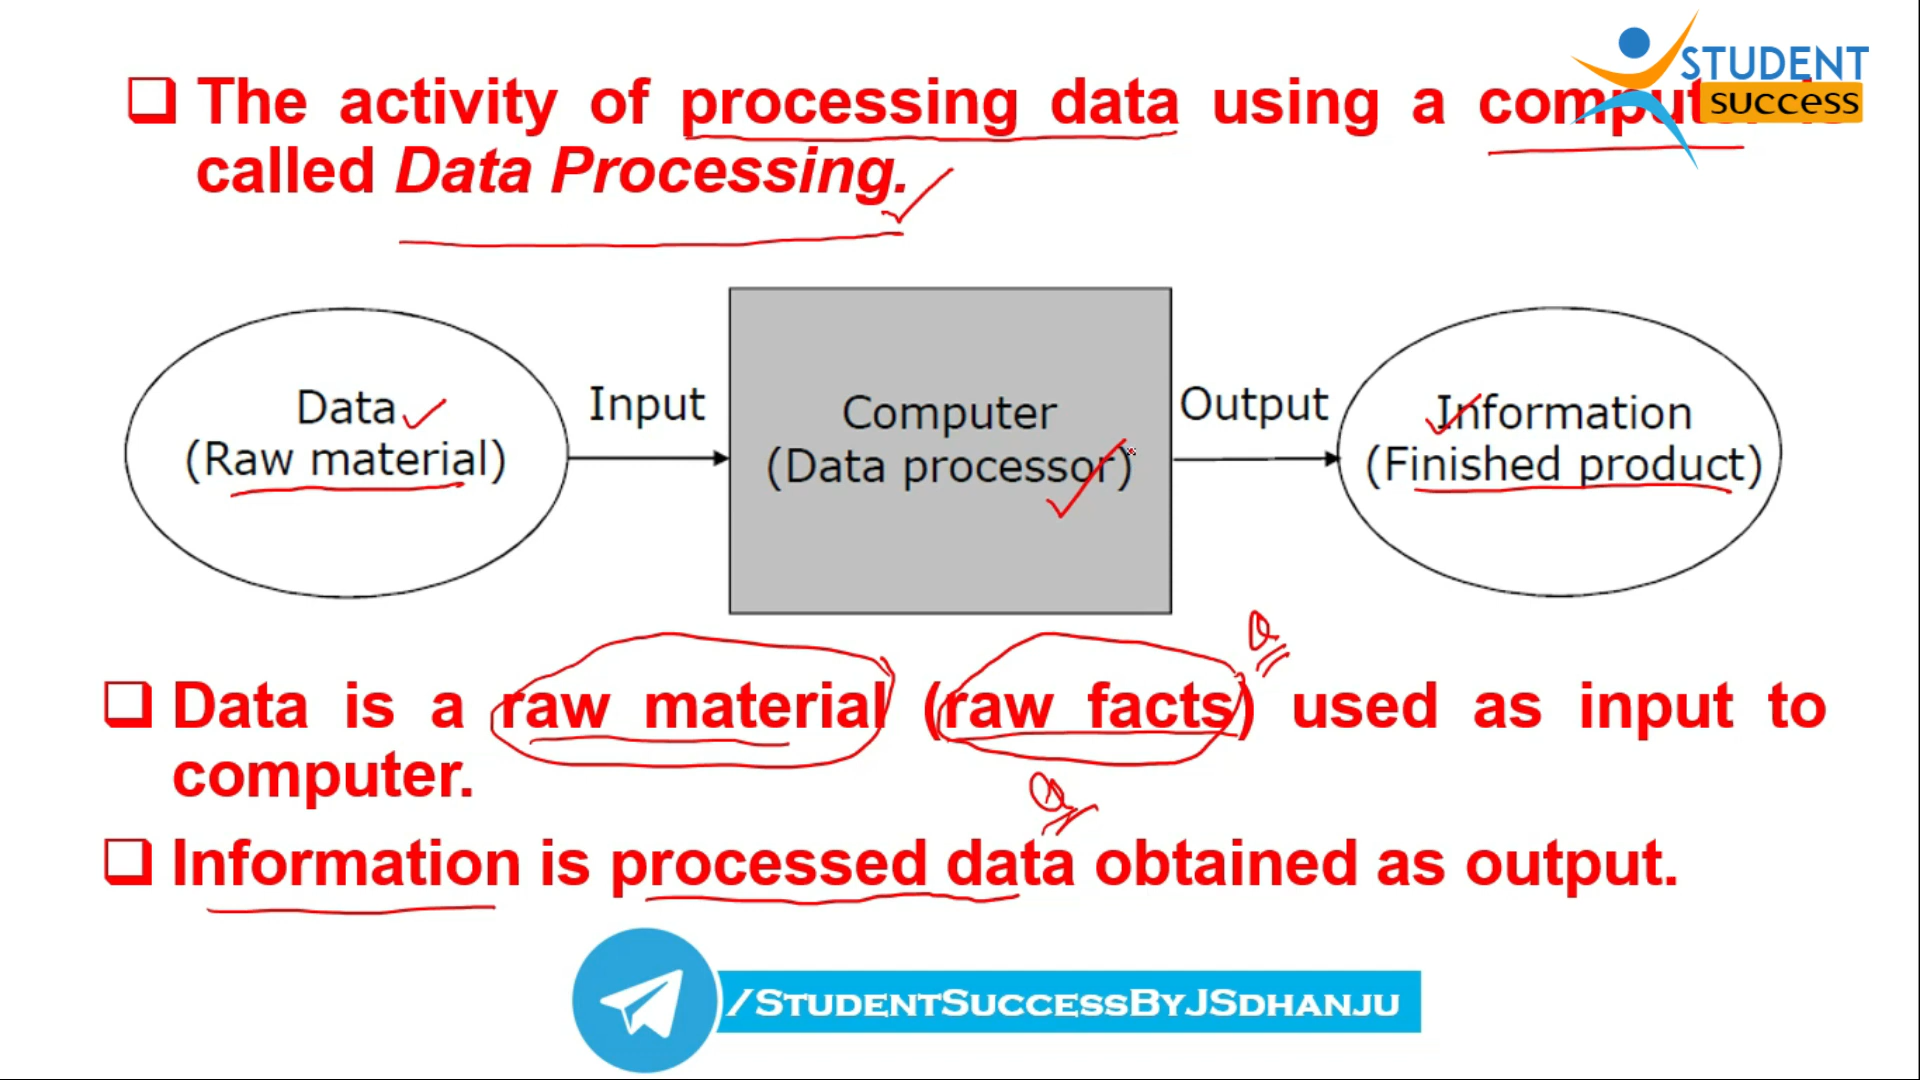 STUDENT
success
The activity of processing data using a
called Data Processing.
Data
(Raw material)
Input
Computer
(Data processor)
Output
Information
(Finished product)
Data is a raw material (raw facts) used as input to
computer.
Information is processed data obtained as output.
/STUDENTSUCCESSBYJSDHANJU